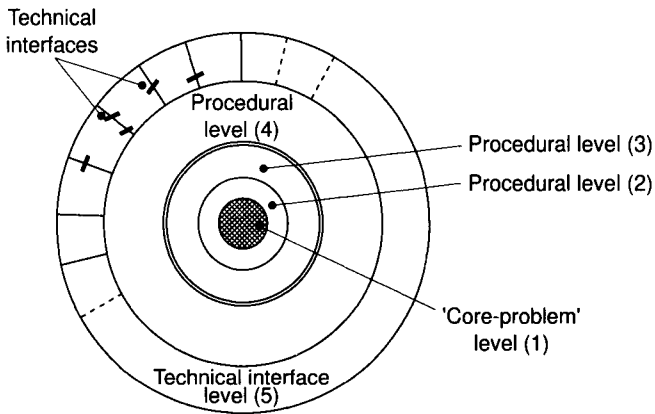 Technical
interfaces
Procedural
level (4)
Procedural level (3)
Procedural level (2)
'Core-problem'
level (1)
Technical interface
level (5)